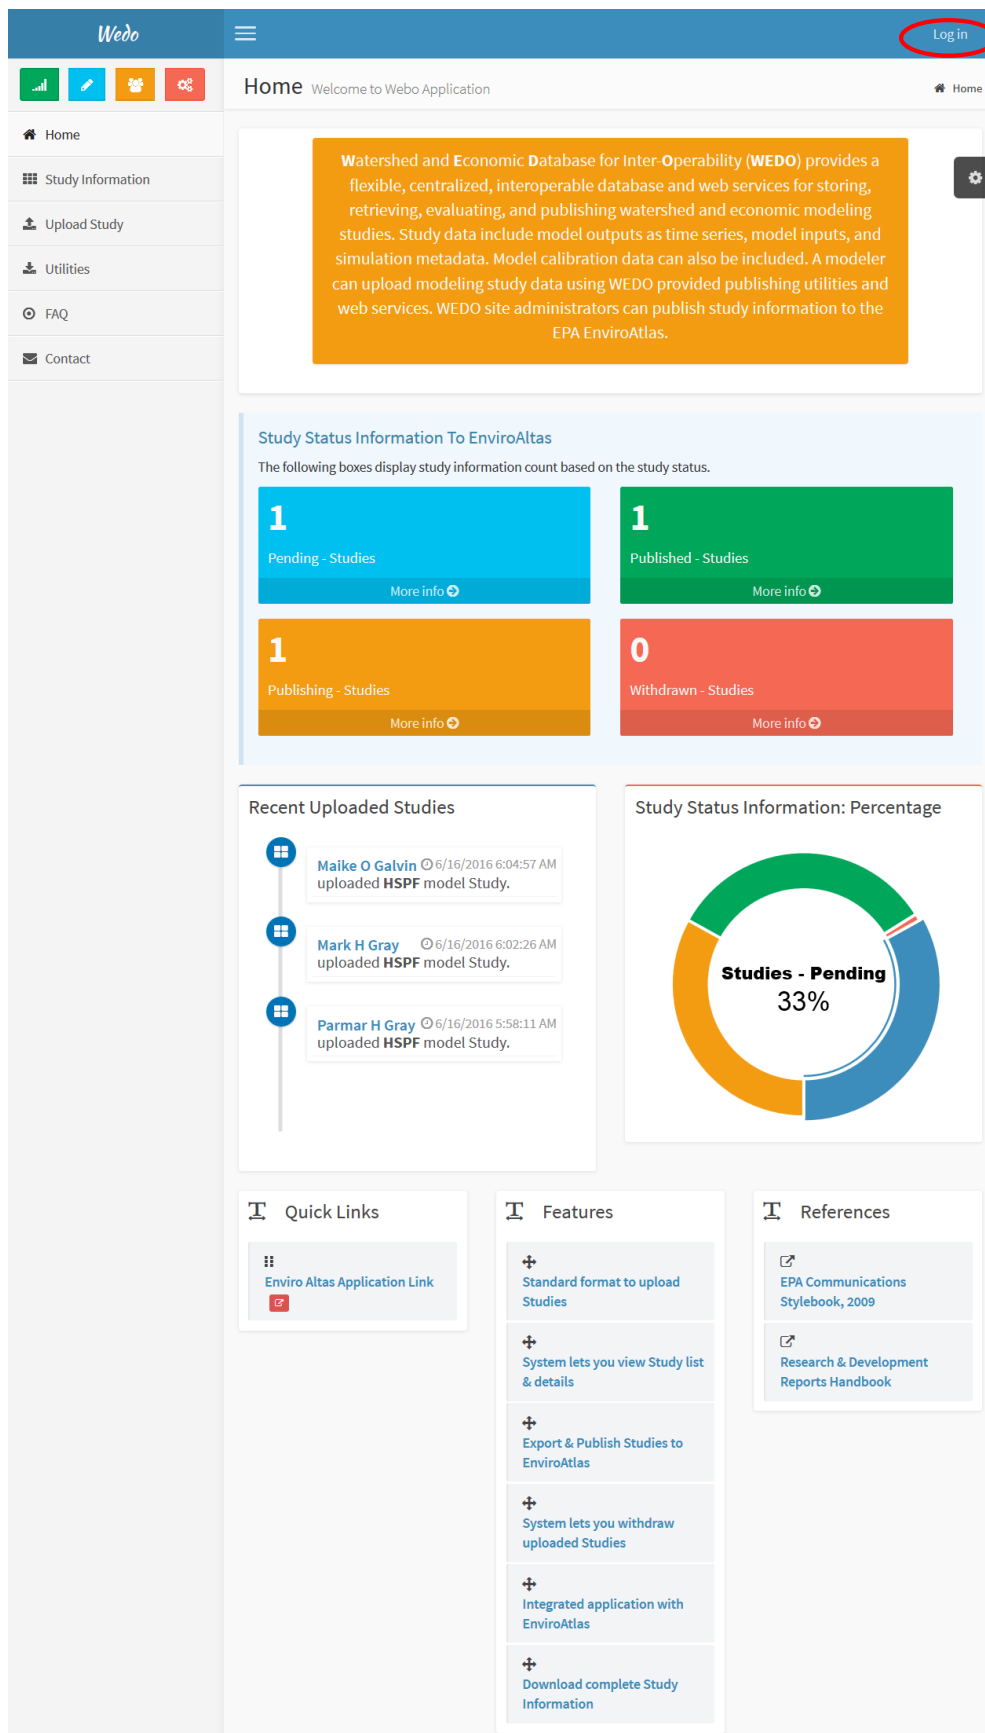 Wedo
Log in
Home Welcome to Webo Application
Home
Home
Study Information
Upload Study
Utilities
FAQ
Contact
Watershed and Economic Database for Inter-Operability (WEDO) provides a
flexible, centralized, interoperable database and web services for storing,
retrieving, evaluating, and publishing watershed and economic modeling
studies. Study data include model outputs as time series, model inputs, and
simulation metadata. Model calibration data can also be included. A modeler
can upload modeling study data using WEDO provided publishing utilities and
web services. WEDO site administrators can publish study information to the
EPA EnviroAtlas.
Study Status Information To EnviroAltas
The following boxes display study information count based on the study status.
1
Pending - Studies
More info
1
Published - Studies
More info
1
Publishing - Studies
More info
0
Withdrawn - Studies
More info
Recent Uploaded Studies
Maike O Galvin 6/16/2016 6:04:57 AM
uploaded HSPF model Study.
Mark H Gray 6/16/2016 6:02:26 AM
uploaded HSPF model Study.
Parmar H Gray 6/16/2016 5:58:11 AM
uploaded HSPF model Study.
Study Status Information: Percentage
Studies - Pending
33%
Quick Links
Enviro Altas Application Link
Features
Standard format to upload
Studies
System lets you view Study list
& details
Export & Publish Studies to
EnviroAtlas
System lets you withdraw
uploaded Studies
Integrated application with
EnviroAtlas
Download complete Study
Information
References
EPA Communications
Stylebook, 2009
Research & Development
Reports Handbook